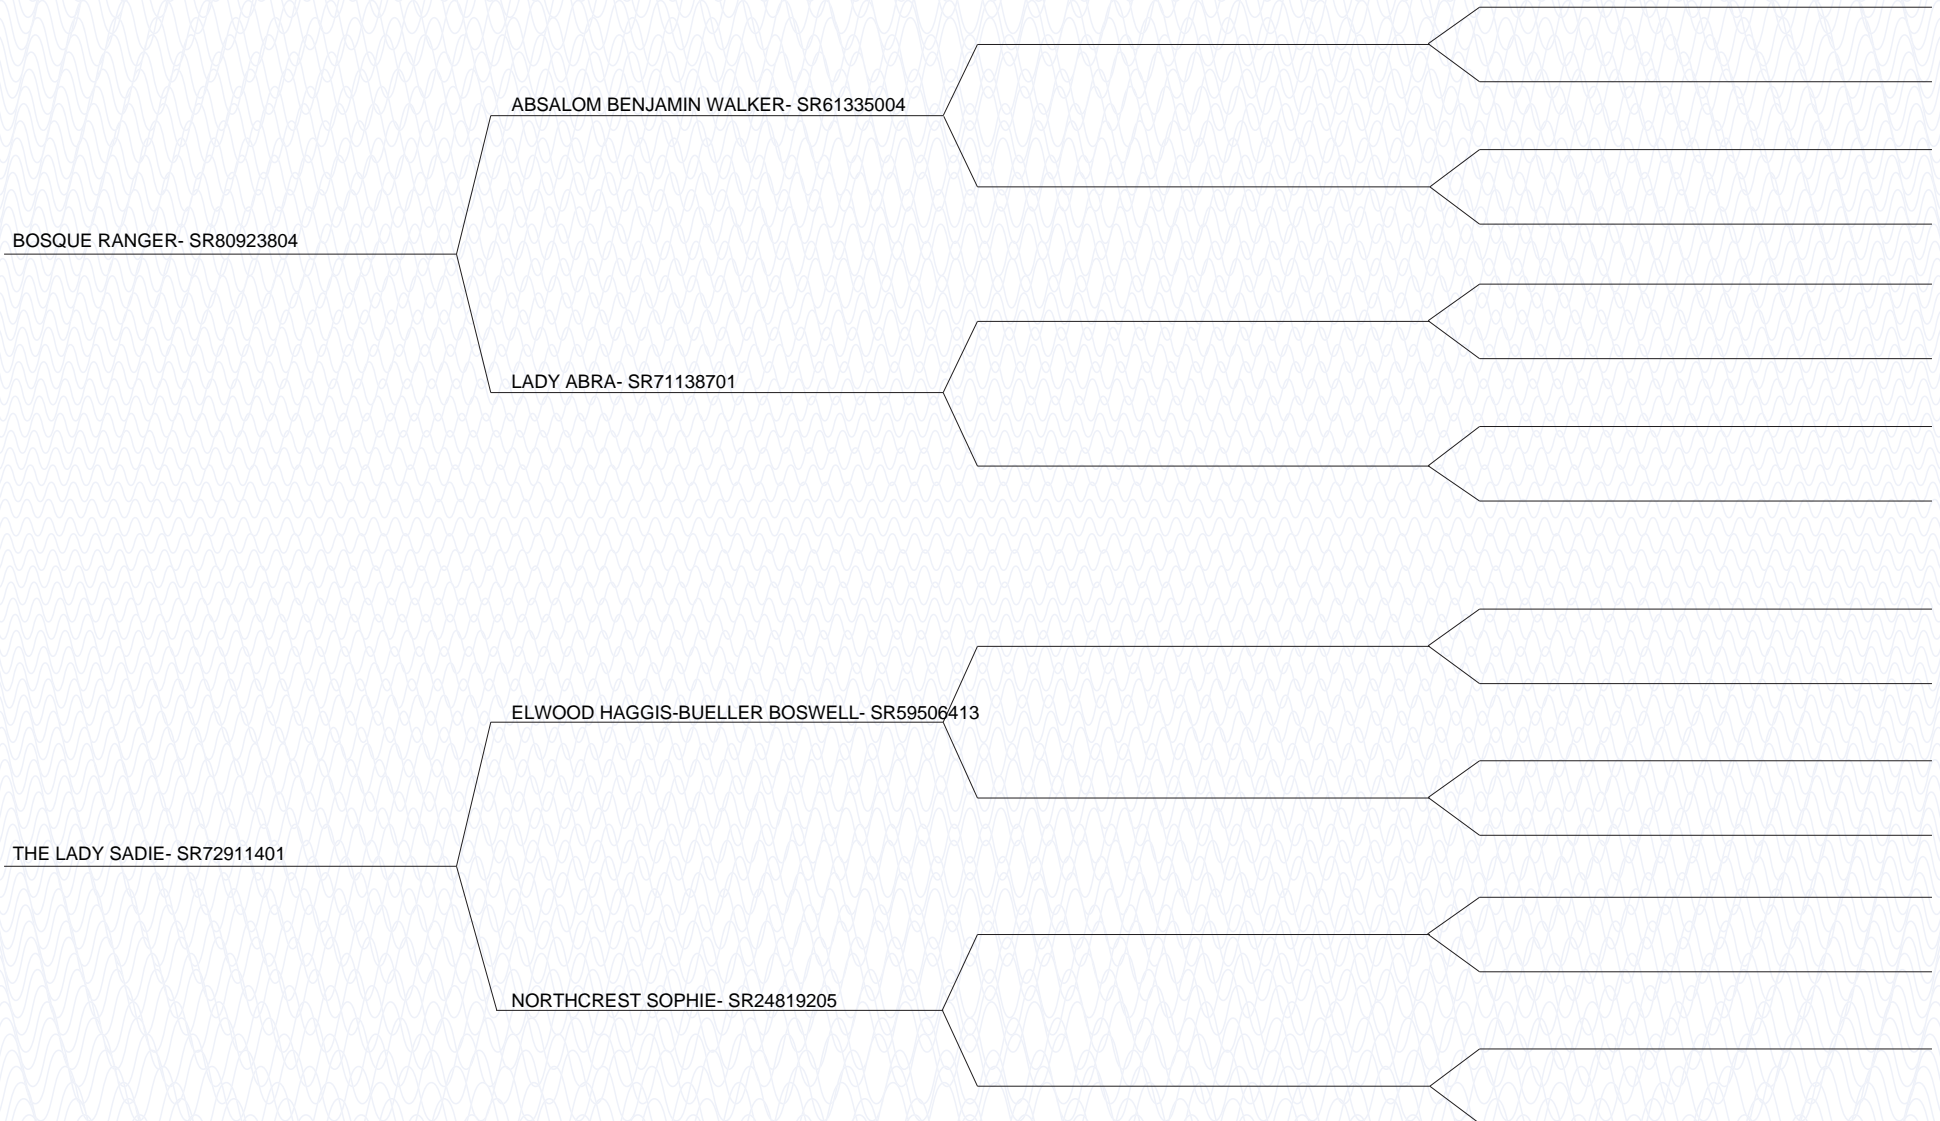 ABSALOM BENJAMIN WALKER- SR61335004
BOSQUE RANGER- SR80923804
LADY ABRA- SR71138701
ELWOOD HAGGIS-BUELLER BOSWELL- SR59506413
THE LADY SADIE- SR72911401
NORTHCREST SOPHIE- SR24819205